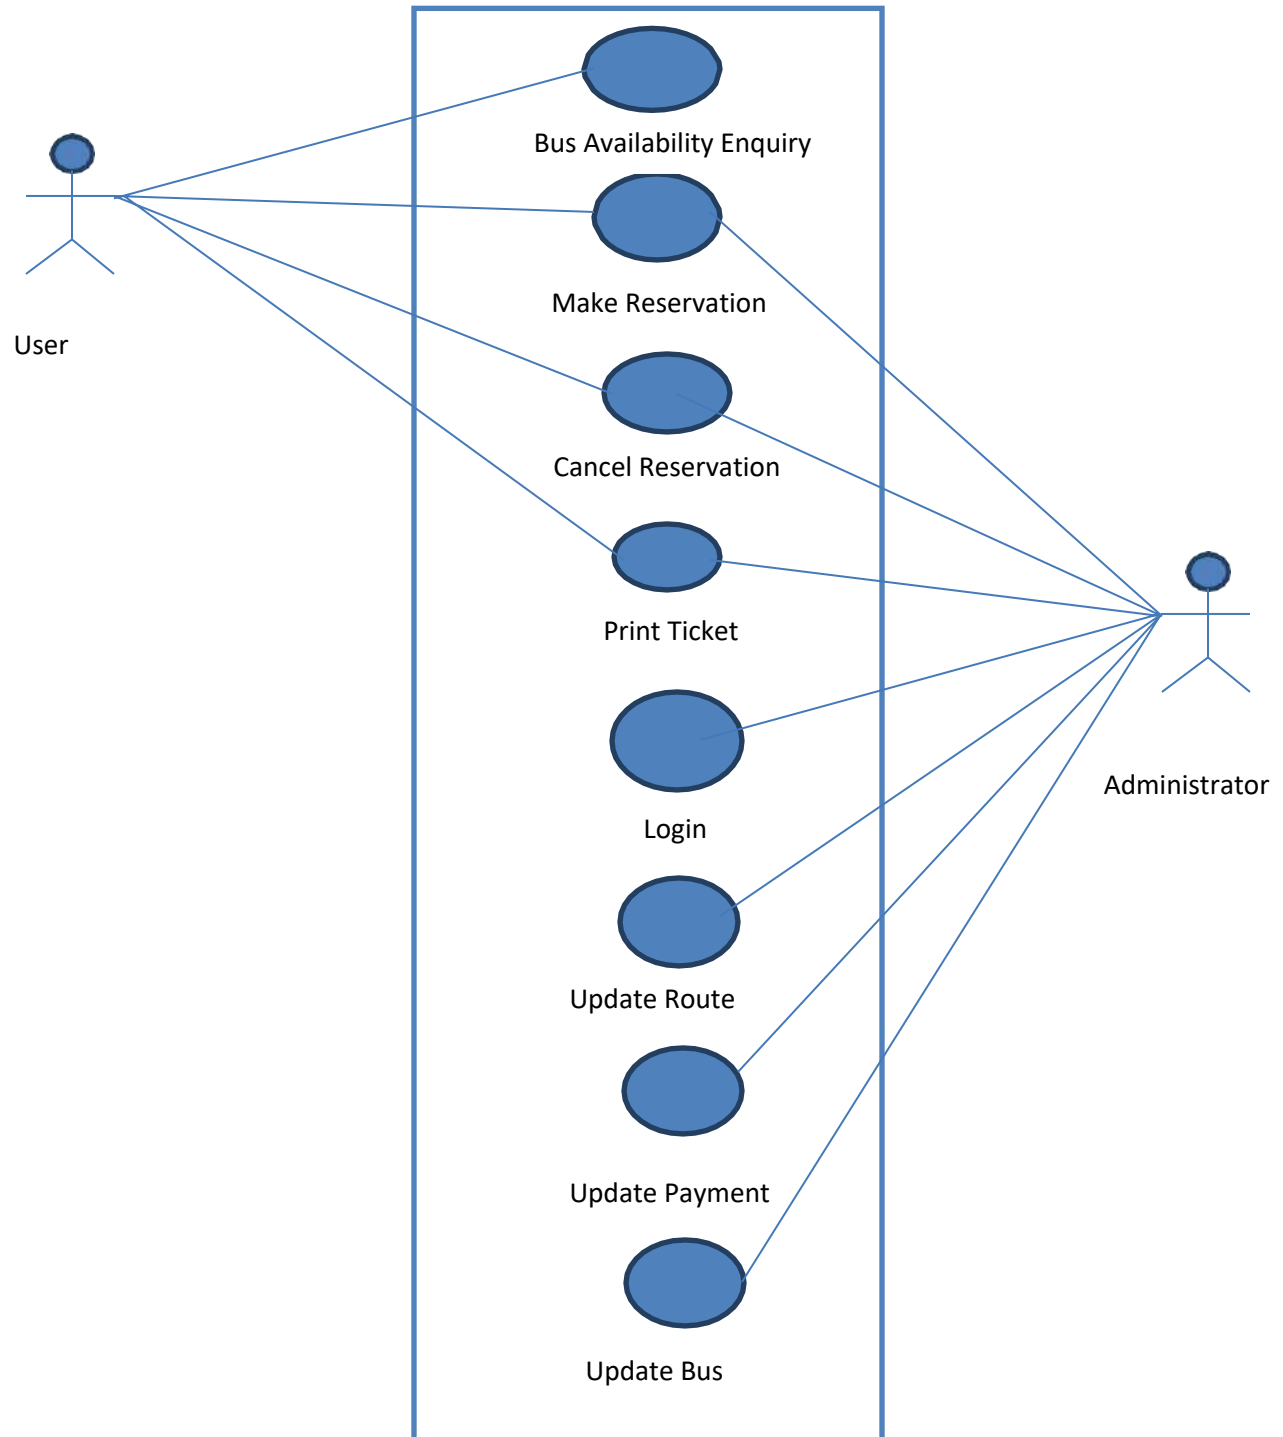 Bus Availability Enquiry
Make Reservation
User
Cancel Reservation
Print Ticket
Administrator
Login
Update Route
Update Payment
Update Bus